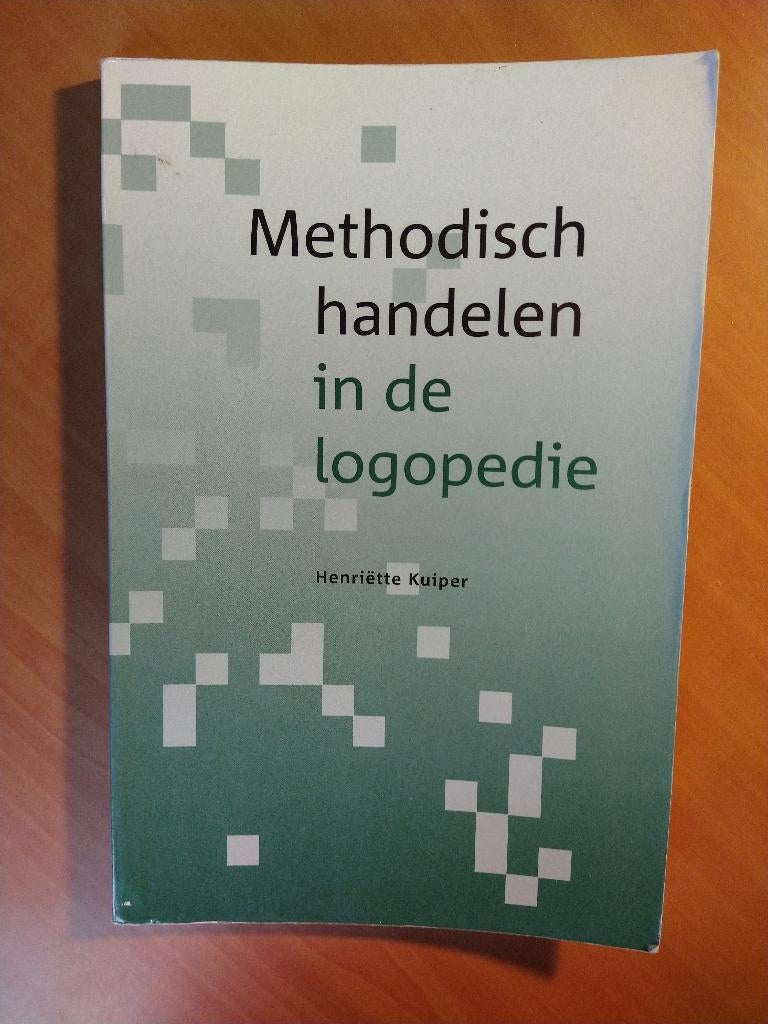 Methodisch
handelen
in de
logopedie
Henriëtte Kuiper